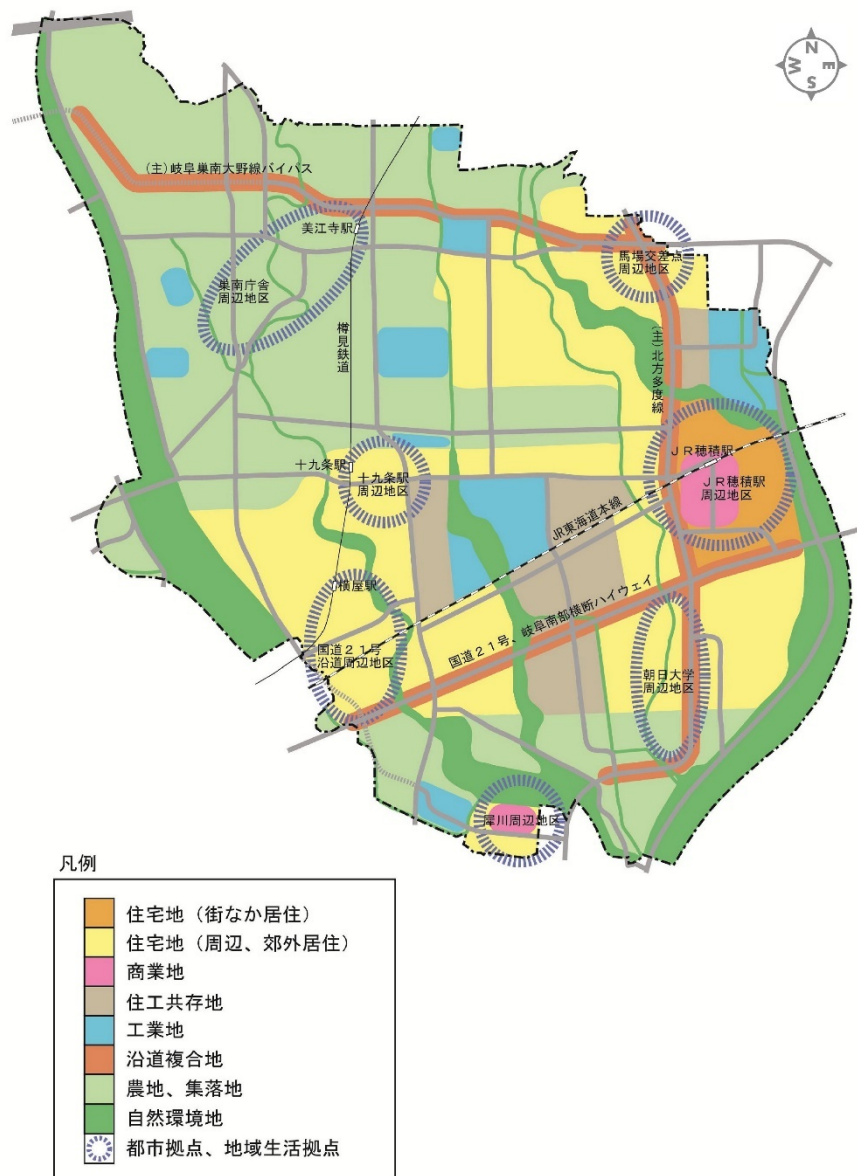 N
W
E
S
(主)岐阜巣南大野線バイパス
美江寺駅
馬場交差点
周辺地区
巣南庁舎
周辺地区
樽見鉄道
(主)北方多度線
JR穂積駅
十九条駅
十九条駅
周辺地区
JR穂積駅
周辺地区
JR東海道本線
横屋駅
国道21号、岐阜南部横断ハイウェイ
国道21号
沿道周辺地区
朝日大学
周辺地区
犀川周辺地区
凡例
住宅地(街なか居住)
住宅地(周辺、郊外居住)
商業地
住工共存地
工業地
沿道複合地
農地、集落地
自然環境地
都市拠点、地域生活拠点